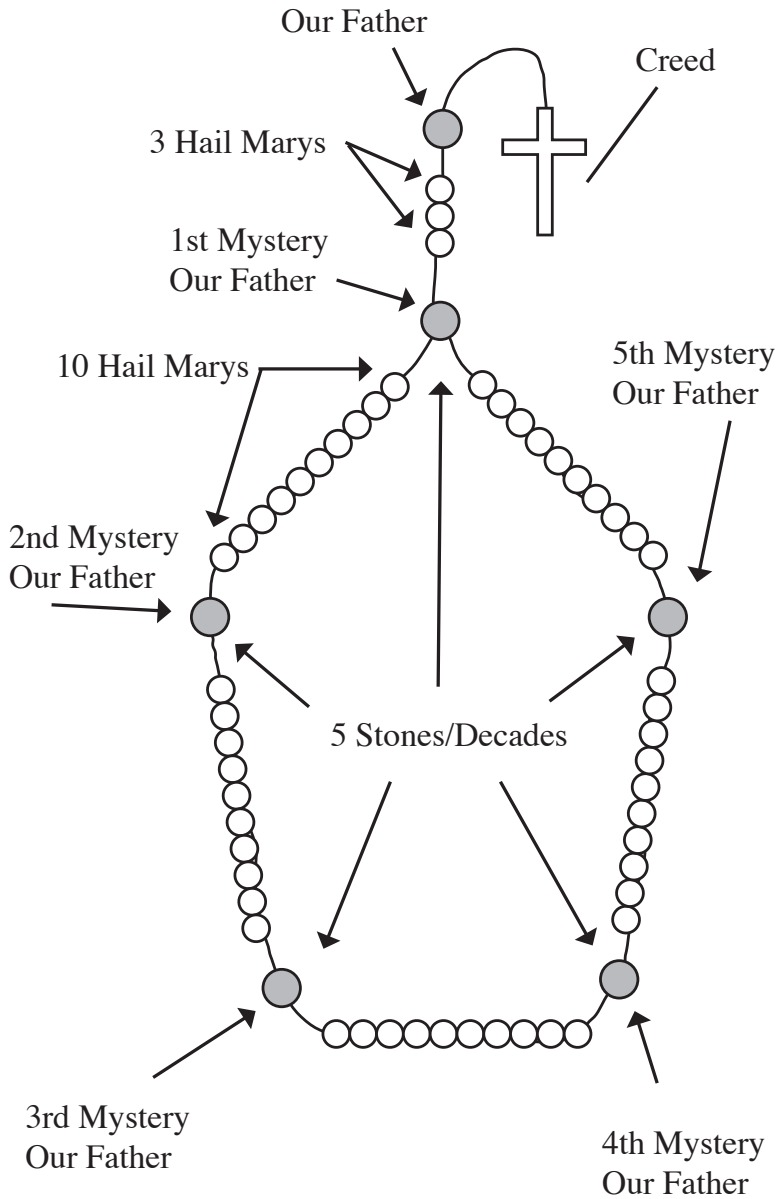 Our Father
Creed
3 Hail Marys
1st Mystery
Our Father
10 Hail Marys
5th Mystery
Our Father
2nd Mystery
Our Father
5 Stones/Decades
3rd Mystery
Our Father
4th Mystery
Our Father